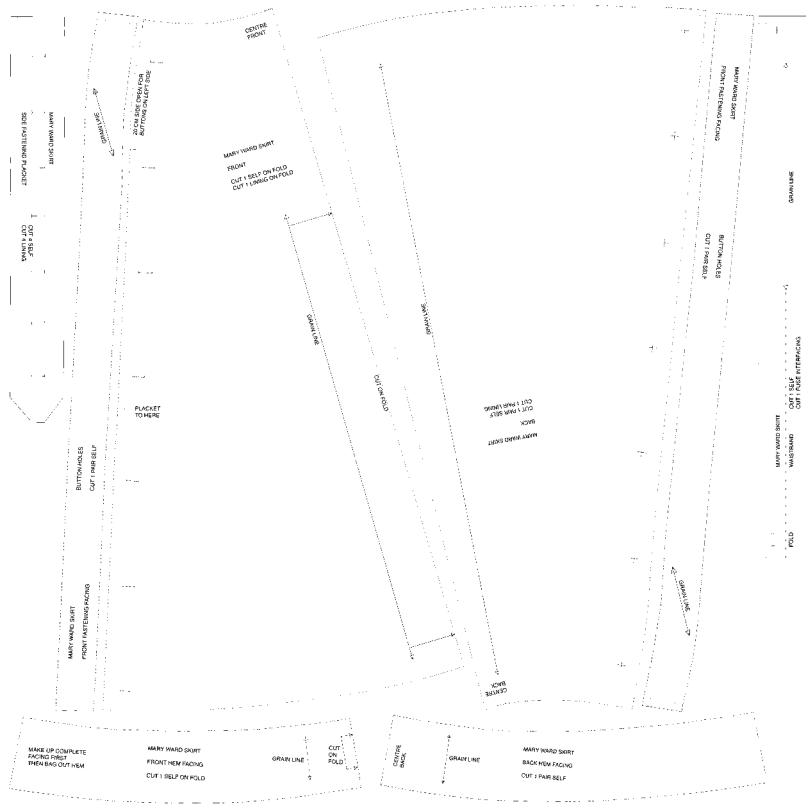 CENTRE
FRONT
20 CM SIDE OPEN FOR
BUTTONS ON LEFT SIDE
GRAIN LINE
MARY WARD SKIRT
SIDE FASTENING PLACKET
CUT 4 SELF
CUT 4 LINING
MARY WARD SKIRT
FRONT
CUT 1 SELF ON FOLD
CUT 1 LINING ON FOLD
GRAIN LINE
CUT ON FOLD
PLACKET
TO HERE
BUTTON HOLES
CUT 1 PAIR SELF
MARY WARD SKIRT
FRONT FASTENING FACING
GRAIN LINE
MARY WARD SKIRT
BACK
CUT 1 PAIR SELF
CUT 1 PAIR LINING
CENTRE
BACK
MARY WARD SKIRT
FRONT FASTENING FACING
BUTTON HOLES
CUT 1 PAIR SELF
GRAIN LINE
GRAIN LINE
CUT 1 SELF
CUT 1 FUSE INTERFACING
MARY WARD SKIRT
WAISTBAND
FOLD
MAKE UP COMPLETE
FACING FIRST
THEN BAG OUT HEM
MARY WARD SKIRT
FRONT HEM FACING
CUT 1 SELF ON FOLD
GRAIN LINE
CUT
ON
FOLD
CENTRE
BACK
GRAIN LINE
MARY WARD SKIRT
BACK HEM FACING
CUT 1 PAIR SELF